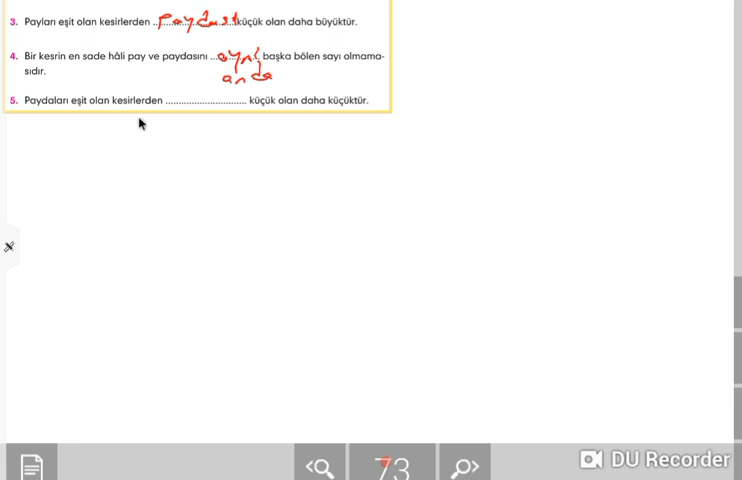 3. Payları eşit olan kesirlerden ..paydası..küçük olan daha büyüktür.
4. Bir kesrin en sade hâli pay ve paydasını ...aynı.. başka bölen sayı olmama-
anda
sıdır.
5. Paydaları eşit olan kesirlerden ............................. küçük olan daha küçüktür.
73
DU Recorder